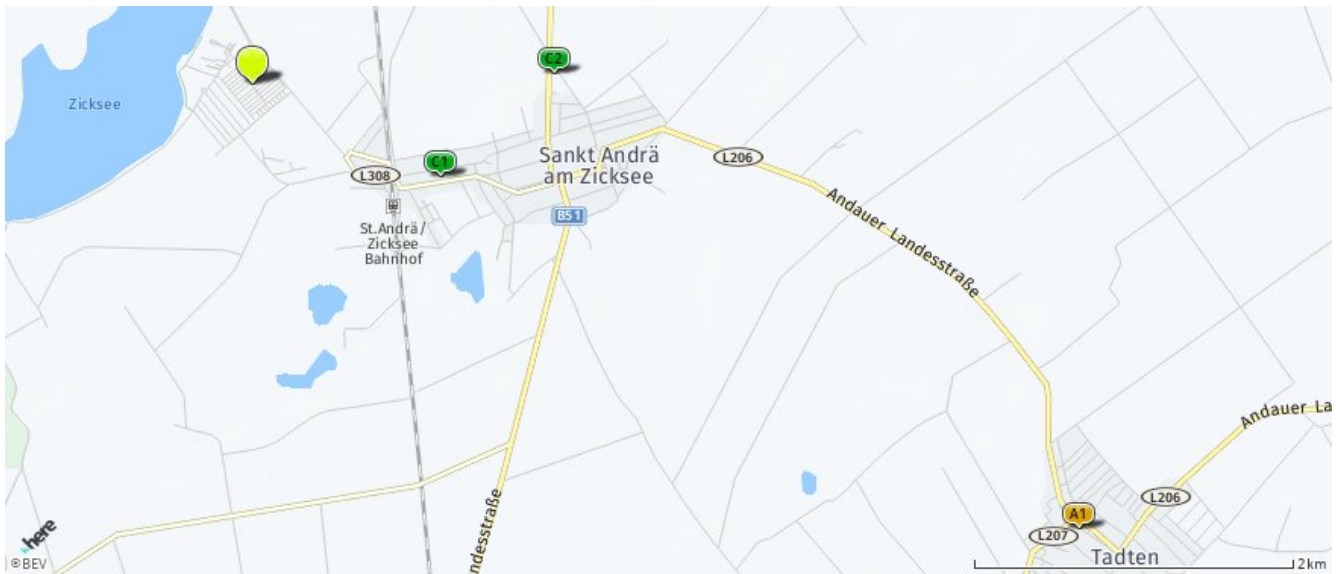 C2
Zicksee
C1
Sankt Andrä
am Zicksee
L206
L308
B51
Andauer Landesstraße
St.Andrä/
Zicksee
Bahnhof
Andauer La
andesstraße
L206
A1
L207
Tadten
here
©BEV
2km